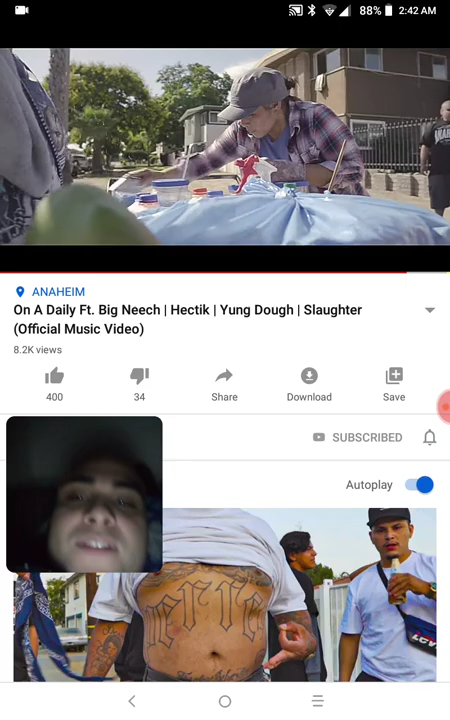 88% 2:42 AM
ANAHEIM
On A Daily Ft. Big Neech | Hectik | Yung Dough | Slaughter
(Official Music Video)
8.2K views
400
34
Share
Download
Save
SUBSCRIBED
Autoplay